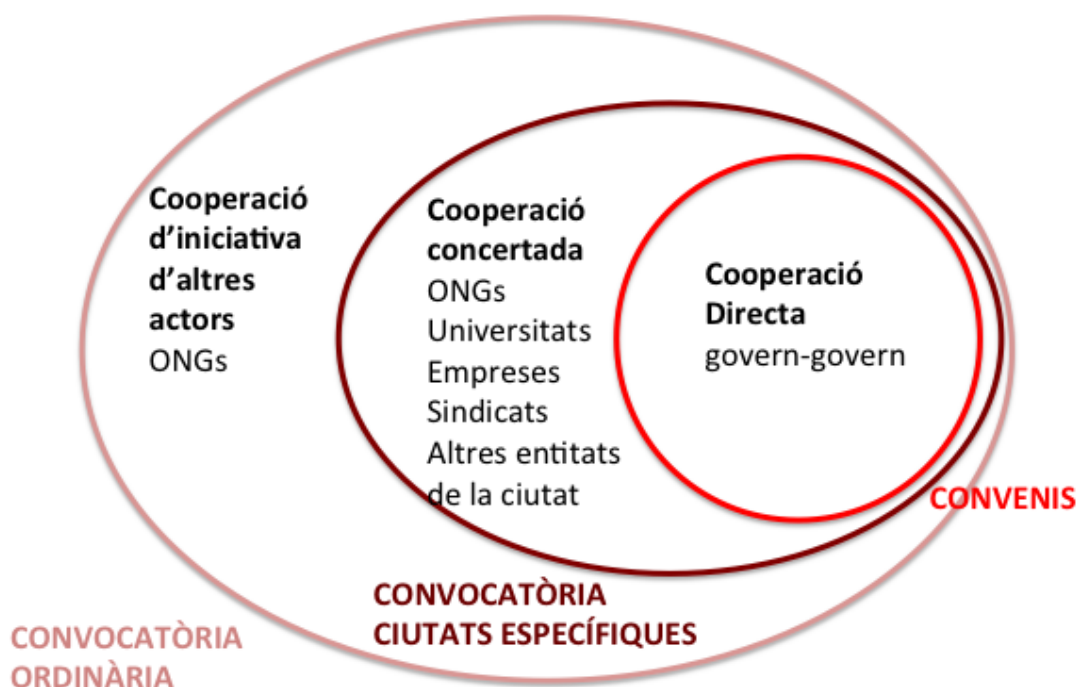 Cooperació
d’iniciativa
d’altres
actors
ONGs
Cooperació
concertada
ONGs
Universitats
Empreses
Sindicats
Altres entitats
de la ciutat
Cooperació
Directa
govern-govern
CONVENIS
CONVOCATÒRIA
CIUTATS ESPECÍFIQUES
CONVOCATÒRIA
ORDINÀRIA